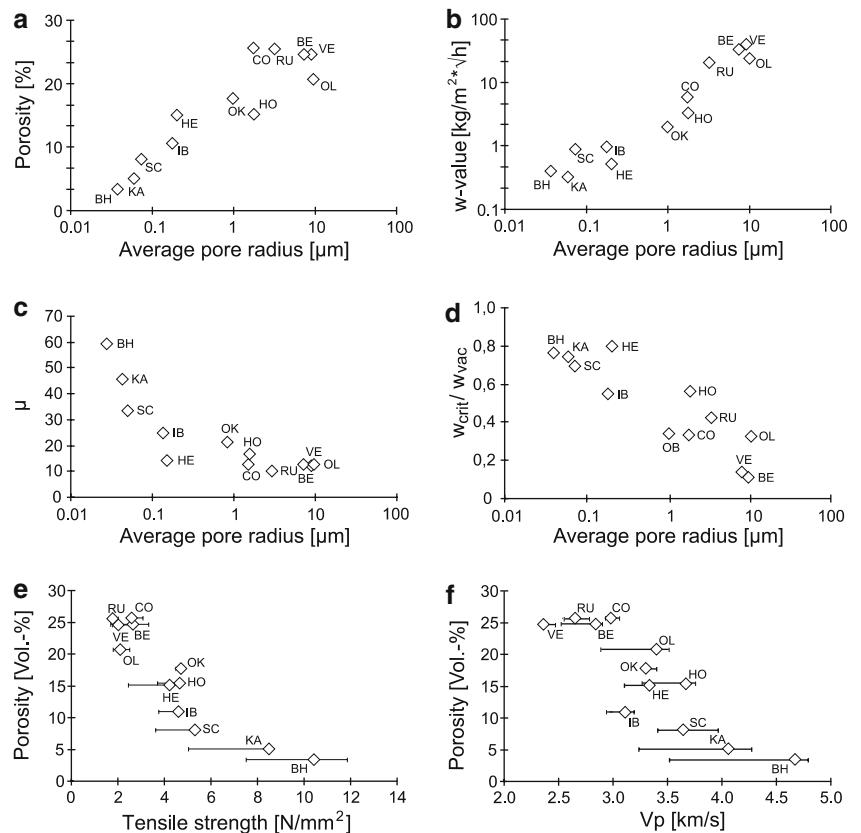 a
30
20
10
0
Porosity [%]
BH
KA
SC
IB
HE
OK
HO
CO
RU
BE
VE
OL
0.01 0.1 1 10 100
Average pore radius [µm]
b
100
10
1
0.1
w-value [kg/m²*√h]
BH
KA
SC
IB
HE
OK
HO
CO
RU
BE
VE
OL
0.01 0.1 1 10 100
Average pore radius [µm]
c
70
60
50
40
30
20
10
0
µ
BH
KA
SC
IB
HE
OK
HO
CO
RU
VE
BE
OL
0.01 0.1 1 10 100
Average pore radius [µm]
d
1,0
0,8
0,6
0,4
0,2
0
w_crit / w_vac
BH
KA
SC
HE
IB
HO
RU
OB
CO
OL
VE
BE
0.01 0.1 1 10 100
Average pore radius [µm]
e
30
25
20
15
10
5
0
Porosity [Vol.-%]
RU
CO
VE
BE
OL
OK
HO
HE
IB
SC
KA
BH
0 2 4 6 8 10 12 14
Tensile strength [N/mm²]
f
30
25
20
15
10
5
0
Porosity [Vol.-%]
RU
CO
VE
BE
OL
OK
HO
HE
IB
SC
KA
BH
2.0 2.5 3.0 3.5 4.0 4.5 5.0
Vp [km/s]